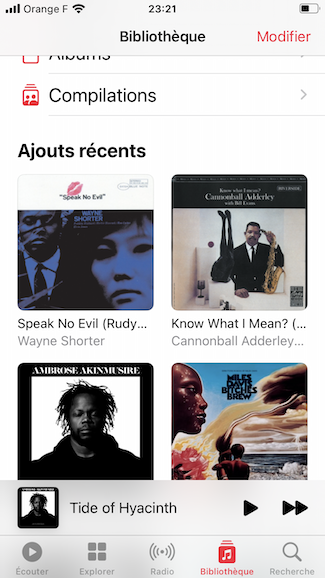 Orange F 23:21
Bibliothèque Modifier
Albums
Compilations
Ajouts récents
"Speak No Evil"
WAYNE
SHORTER
Know what I mean?
Cannonball Adderley
with Bill Evans
Speak No Evil (Rudy...
Know What I Mean? (...
Wayne Shorter
Cannonball Adderley...
AMBROSE AKINMUSIRE
MILES
DAVIS
BITCHES
BREW
Tide of Hyacinth
Écouter
Explorer
Radio
Bibliothèque
Recherche